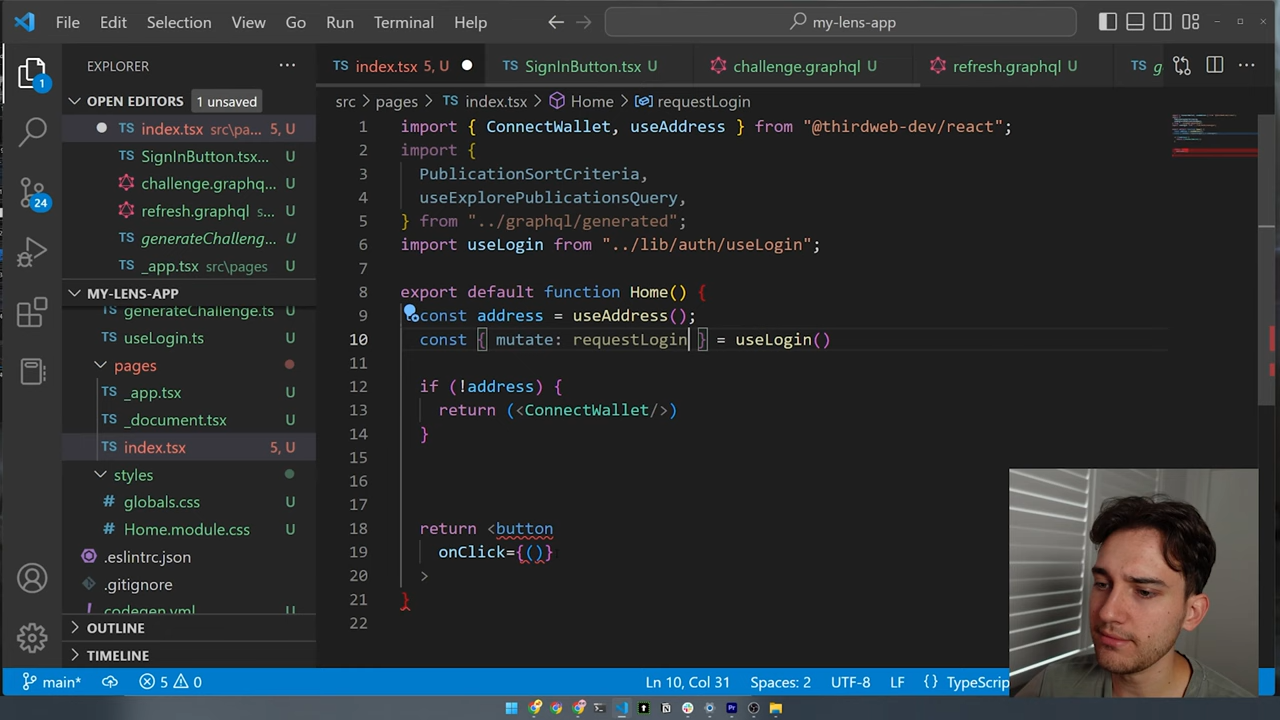 File Edit Selection View Go Run Terminal Help my-lens-app
EXPLORER
index.tsx 5, U
SignInButton.tsx U
challenge.graphql U
refresh.graphql U
TS g
OPEN EDITORS 1 unsaved
src > pages > TS index.tsx > Home > requestLogin
TS index.tsx src\pa... 5, U
SignInButton.tsx... U
challenge.graphq... U
refresh.graphql s... U
TS generateChalleng... U
TS _app.tsx src\pages U
MY-LENS-APP
generateChallenge.ts U
TS useLogin.ts U
pages
TS _app.tsx U
TS _document.tsx U
TS index.tsx 5, U
styles
# globals.css U
# Home.module.css U
.eslintrc.json U
.gitignore U
codegen.yml U
OUTLINE
TIMELINE
1 import { ConnectWallet, useAddress } from "@thirdweb-dev/react";
2 import {
3 PublicationSortCriteria,
4 useExplorePublicationsQuery,
5 } from "../graphql/generated";
6 import useLogin from "../lib/auth/useLogin";
7
8 export default function Home() {
9 const address = useAddress();
10 const { mutate: requestLogin } = useLogin()
11
12 if (!address) {
13 return (<ConnectWallet/>)
14 }
15
16
17
18 return <button
19 onClick={()}
20 >
21 }
22
1
24
main* 5 0 Ln 10, Col 31 Spaces: 2 UTF-8 LF {} TypeScrip